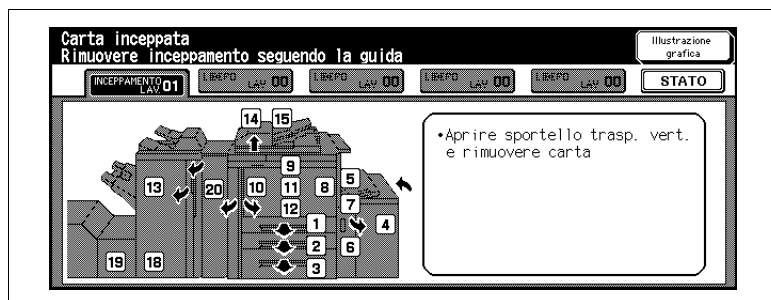 Carta inceppata
Rimuovere inceppamento seguendo la guida
Illustrazione
grafica
INCEPPAMENTO
LAV 01
LIBERO
LAV 00
LIBERO
LAV 00
LIBERO
LAV 00
LIBERO
LAV 00
STATO
14 15
9
13 20 10 11 8 5
12 7
1 4
2 6
3
19 18
•Aprire sportello trasp. vert.
e rimuovere carta